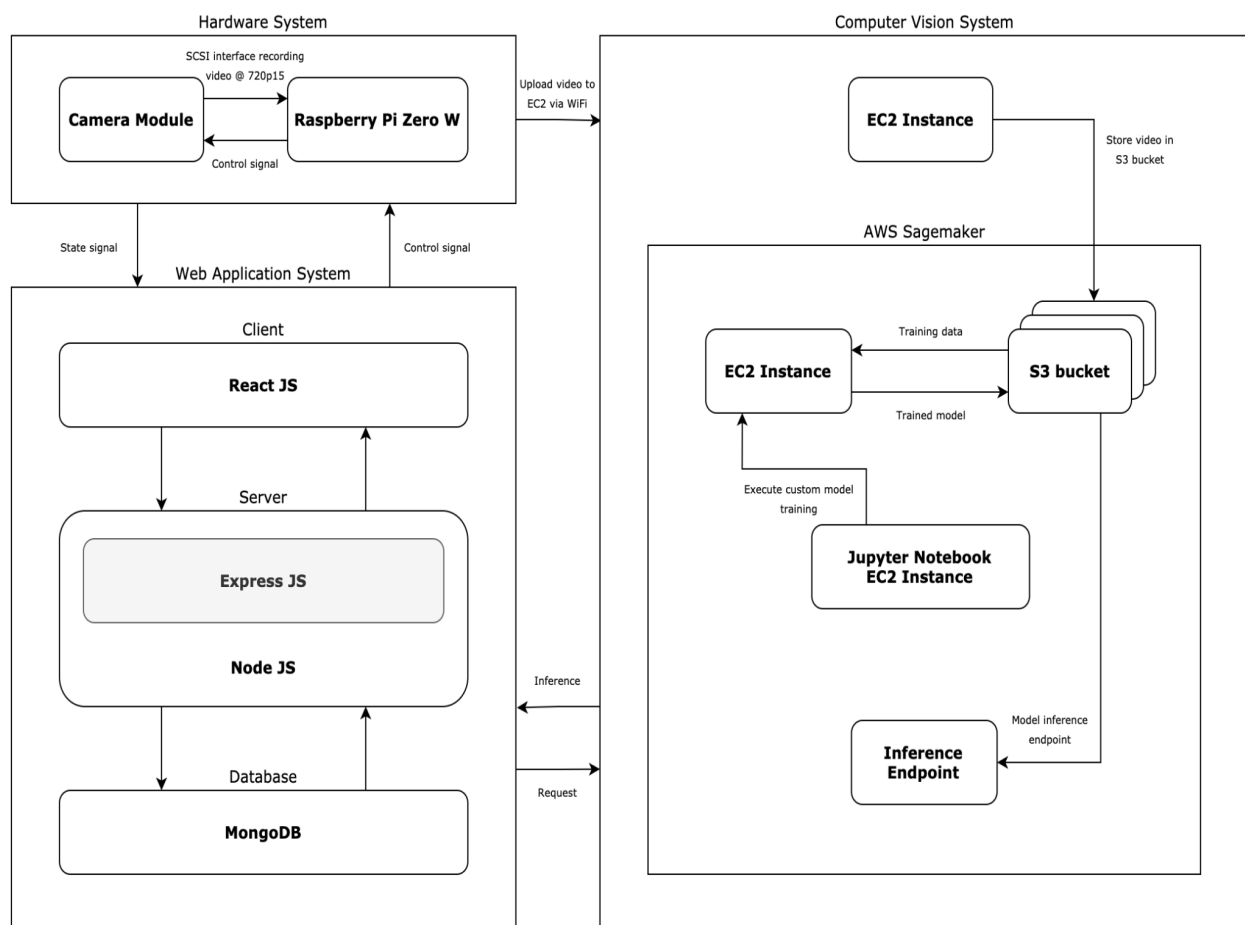 Hardware System
SCSI interface recording
video @ 720p15
Camera Module
Raspberry Pi Zero W
Control signal
Upload video to
EC2 via WiFi
State signal
Control signal
Web Application System
Client
React JS
Server
Express JS
Node JS
Database
MongoDB
Inference
Request
Computer Vision System
EC2 Instance
Store video in
S3 bucket
AWS Sagemaker
Training data
EC2 Instance
S3 bucket
Trained model
Execute custom model
training
Jupyter Notebook
EC2 Instance
Model inference
endpoint
Inference
Endpoint